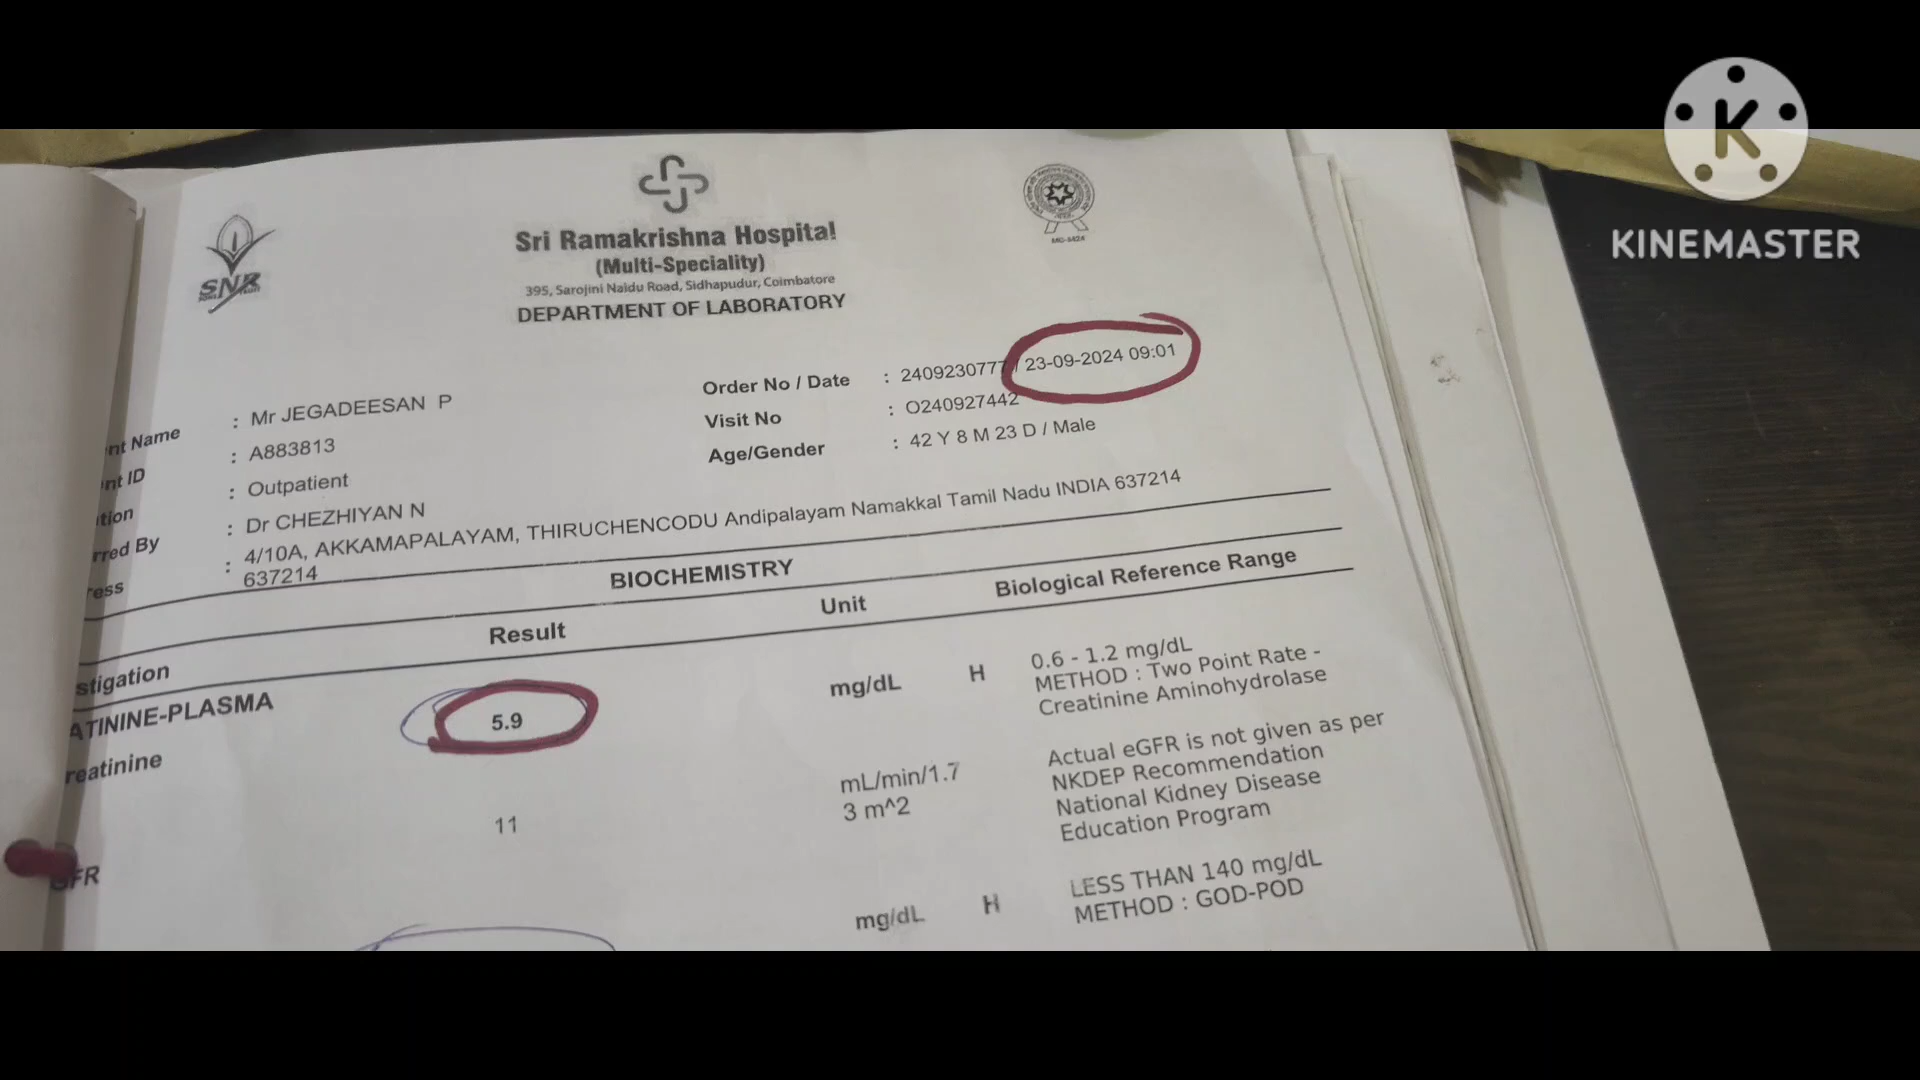 KINEMASTER
SNR
Sri Ramakrishna Hospital
(Multi-Speciality)
395, Sarojini Naidu Road, Sidhapudur, Coimbatore
DEPARTMENT OF LABORATORY
nt Name : Mr JEGADEESAN P
Order No / Date : 2409230777 / 23-09-2024 09:01
nt ID : A883813
Visit No : O240927442
tion : Outpatient
Age/Gender : 42 Y 8 M 23 D / Male
rred By : Dr CHEZHIYAN N
ress : 4/10A, AKKAMAPALAYAM, THIRUCHENCODU Andipalayam Namakkal Tamil Nadu INDIA 637214
637214
BIOCHEMISTRY
stigation Result Unit Biological Reference Range
ATININE-PLASMA
reatinine 5.9 mg/dL H 0.6 - 1.2 mg/dL
METHOD : Two Point Rate -
Creatinine Aminohydrolase
GFR 11 mL/min/1.7
3 m^2
Actual eGFR is not given as per
NKDEP Recommendation
National Kidney Disease
Education Program
mg/dL H LESS THAN 140 mg/dL
METHOD : GOD-POD